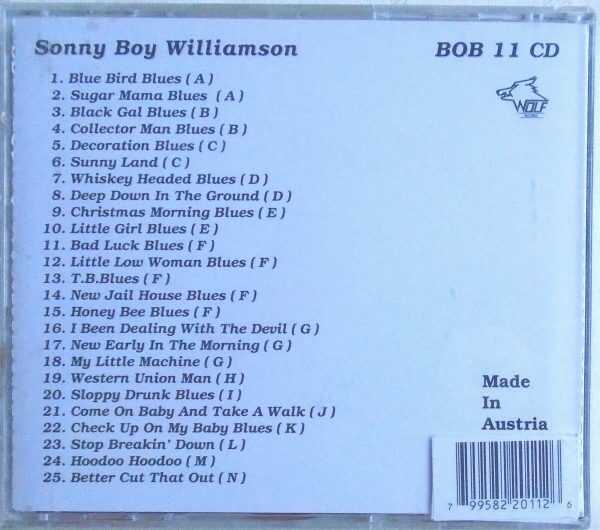 Sonny Boy Williamson
BOB 11 CD
1. Blue Bird Blues ( A )
2. Sugar Mama Blues ( A )
3. Black Gal Blues ( B )
4. Collector Man Blues ( B )
5. Decoration Blues ( C )
6. Sunny Land ( C )
7. Whiskey Headed Blues ( D )
8. Deep Down In The Ground ( D )
9. Christmas Morning Blues ( E )
10. Little Girl Blues ( E )
11. Bad Luck Blues ( F )
12. Little Low Woman Blues ( F )
13. T.B.Blues ( F )
14. New Jail House Blues ( F )
15. Honey Bee Blues ( F )
16. I Been Dealing With The Devil ( G )
17. New Early In The Morning ( G )
18. My Little Machine ( G )
19. Western Union Man ( H )
20. Sloppy Drunk Blues ( I )
21. Come On Baby And Take A Walk ( J )
22. Check Up On My Baby Blues ( K )
23. Stop Breakin' Down ( L )
24. Hoodoo Hoodoo ( M )
25. Better Cut That Out ( N )
WOLF
Made
In
Austria
7 99582 20112 6